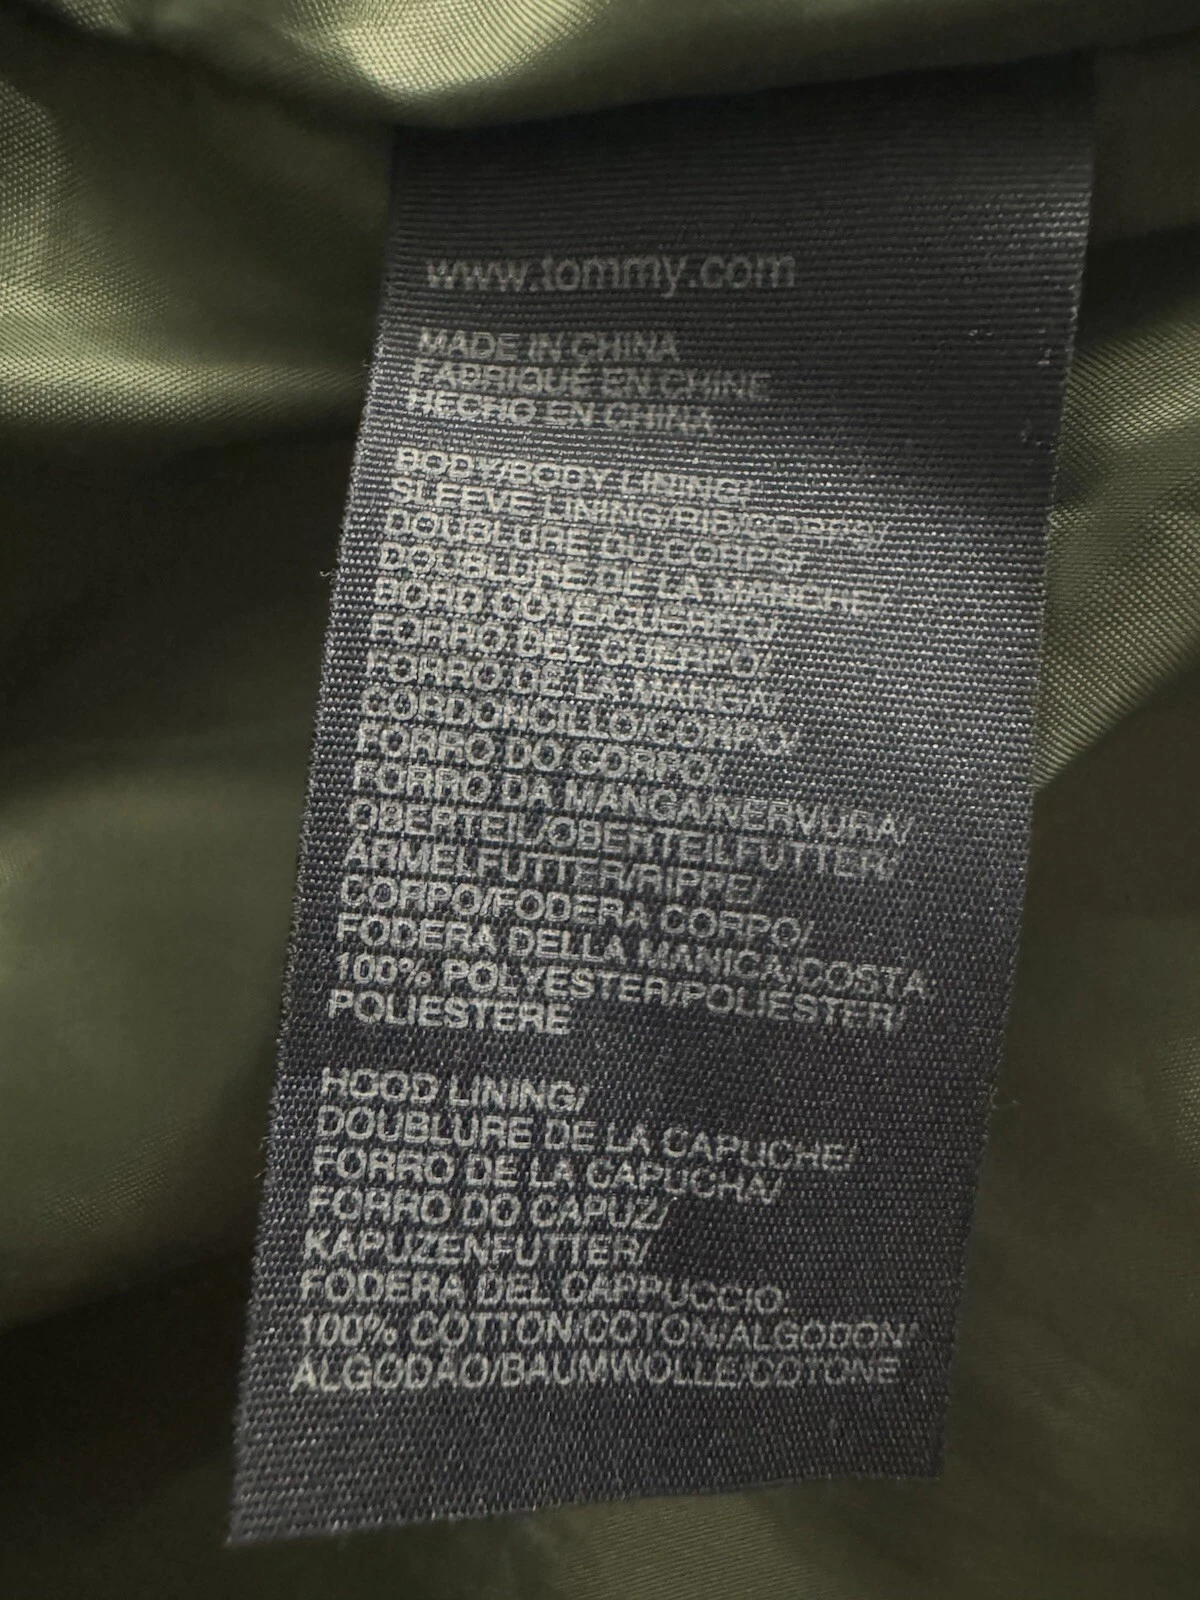 www.tommy.com
MADE IN CHINA
FABRIQUÉ EN CHINE
HECHO EN CHINA
BODY/BODY LINING/
SLEEVE LINING/RIB/CORPS/
DOUBLURE DU CORPS/
DOUBLURE DE LA MANCHE/
BORD COTE/CUERPO/
FORRO DEL CUERPO/
FORRO DE LA MANGA/
CORDONCILLO/CORPO/
FORRO DO CORPO/
FORRO DA MANGA/NERVURA/
OBERTEIL/OBERTEILFUTTER/
ÄRMELFUTTER/RIPPE/
CORPO/FODERA CORPO/
FODERA DELLA MANICA/COSTA:
100% POLYESTER/POLIESTER/
POLIESTERE
HOOD LINING/
DOUBLURE DE LA CAPUCHE/
FORRO DE LA CAPUCHA/
FORRO DO CAPUZ/
KAPUZENFUTTER/
FODERA DEL CAPPUCCIO:
100% COTTON/COTON/ALGODON/
ALGODÃO/BAUMWOLLE/COTONE